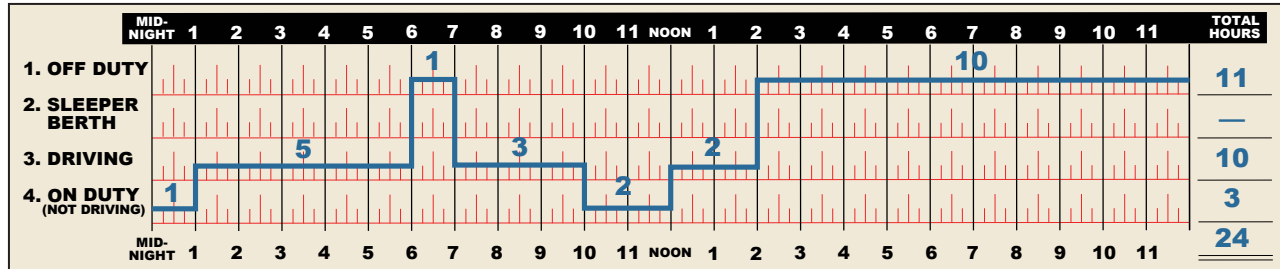 MID-NIGHT 1 2 3 4 5 6 7 8 9 10 11 NOON 1 2 3 4 5 6 7 8 9 10 11 TOTAL HOURS
1. OFF DUTY 1 10 11
2. SLEEPER BERTH —
3. DRIVING 5 3 2 10
4. ON DUTY 1 2 3
(NOT DRIVING)
24
MID-NIGHT 1 2 3 4 5 6 7 8 9 10 11 NOON 1 2 3 4 5 6 7 8 9 10 11